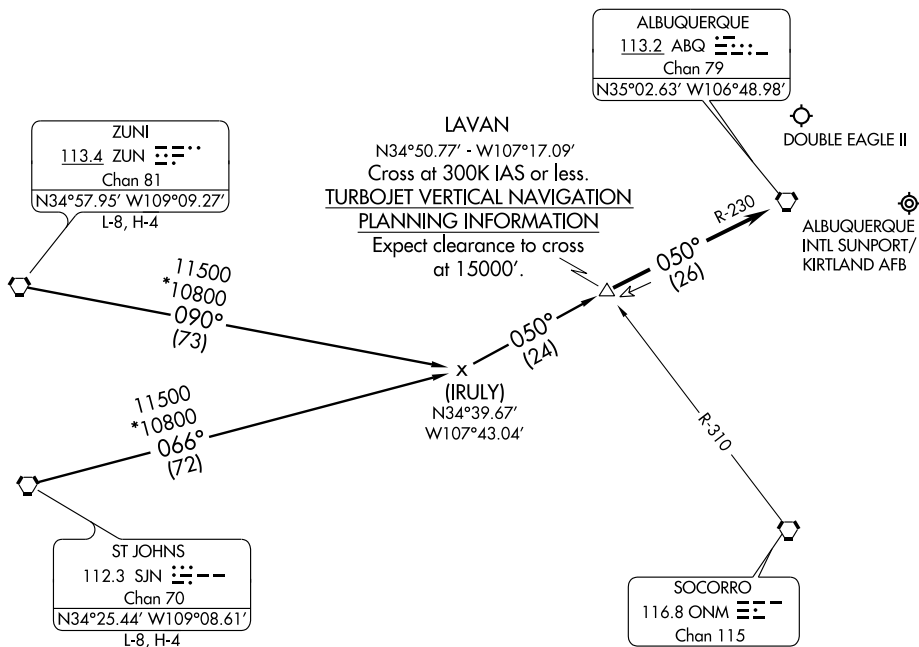 ALBUQUERQUE
113.2 ABQ
Chan 79
N35°02.63’ W106°48.98’
DOUBLE EAGLE II
ALBUQUERQUE
INTL SUNPORT/
KIRTLAND AFB
ZUNI
113.4 ZUN
Chan 81
N34°57.95’ W109°09.27’
L-8, H-4
LAVAN
N34°50.77’ - W107°17.09’
Cross at 300K IAS or less.
TURBOJET VERTICAL NAVIGATION
PLANNING INFORMATION
Expect clearance to cross
at 15000’.
R-230
050°
(26)
11500
*10800
090°
(73)
050°
(24)
x
(IRULY)
N34°39.67’
W107°43.04’
11500
*10800
066°
(72)
R-310
ST JOHNS
112.3 SJN
Chan 70
N34°25.44’ W109°08.61’
L-8, H-4
SOCORRO
116.8 ONM
Chan 115